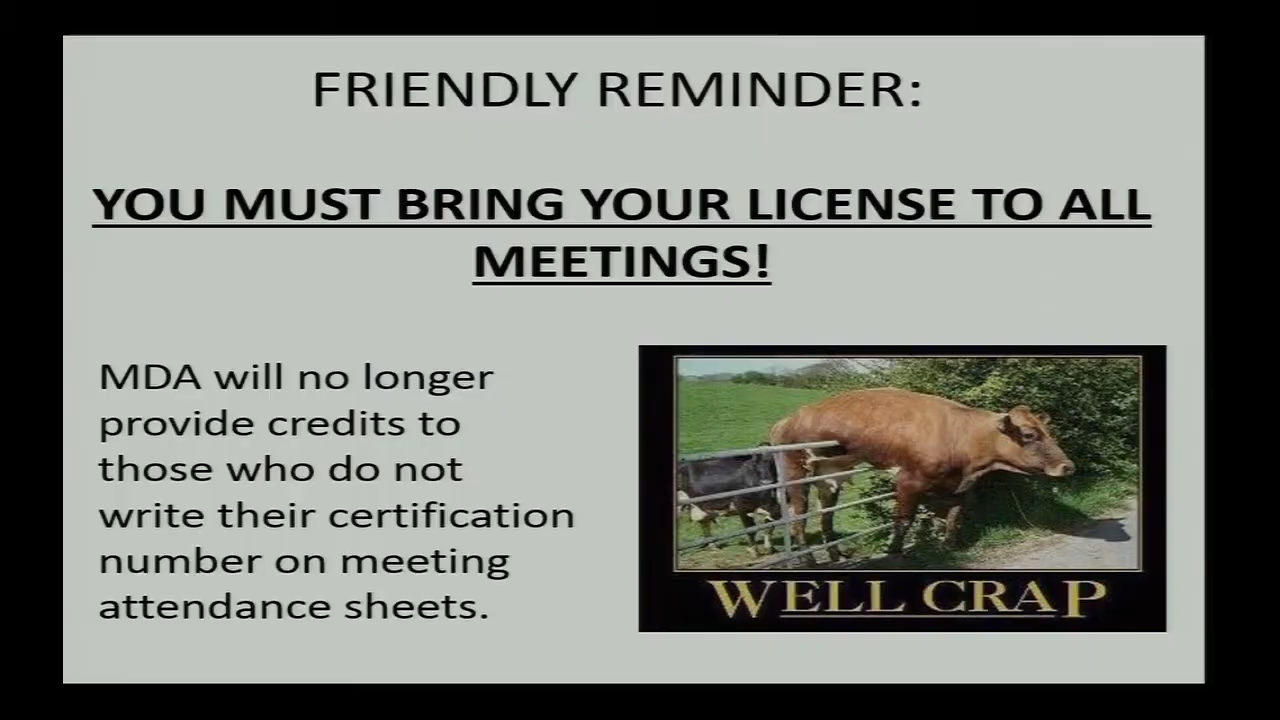 FRIENDLY REMINDER:
YOU MUST BRING YOUR LICENSE TO ALL
MEETINGS!
MDA will no longer
provide credits to
those who do not
write their certification
number on meeting
attendance sheets.
WELL CRAP